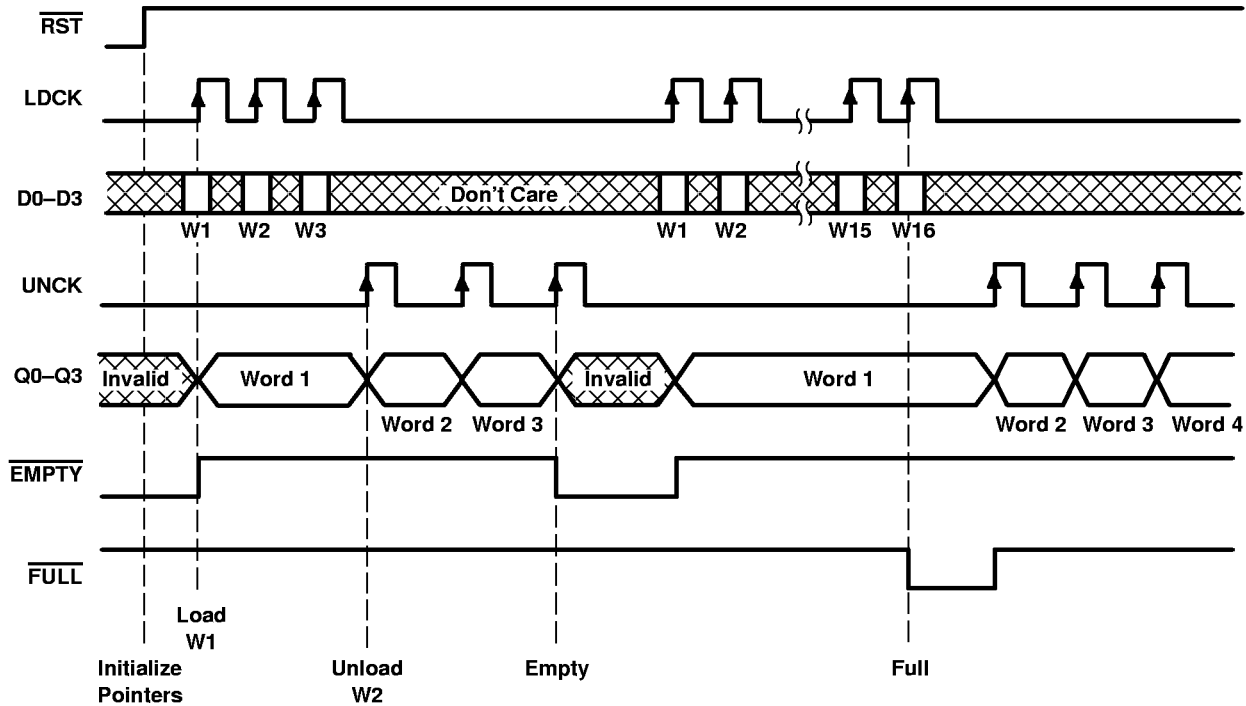 RST
LDCK
D0–D3
Don't Care
W1 W2 W3 W1 W2 W15 W16
UNCK
Q0–Q3
Invalid Word 1 Invalid Word 1
Word 2 Word 3 Word 2 Word 3 Word 4
EMPTY
FULL
Load
W1
Initialize
Pointers
Unload
W2
Empty
Full